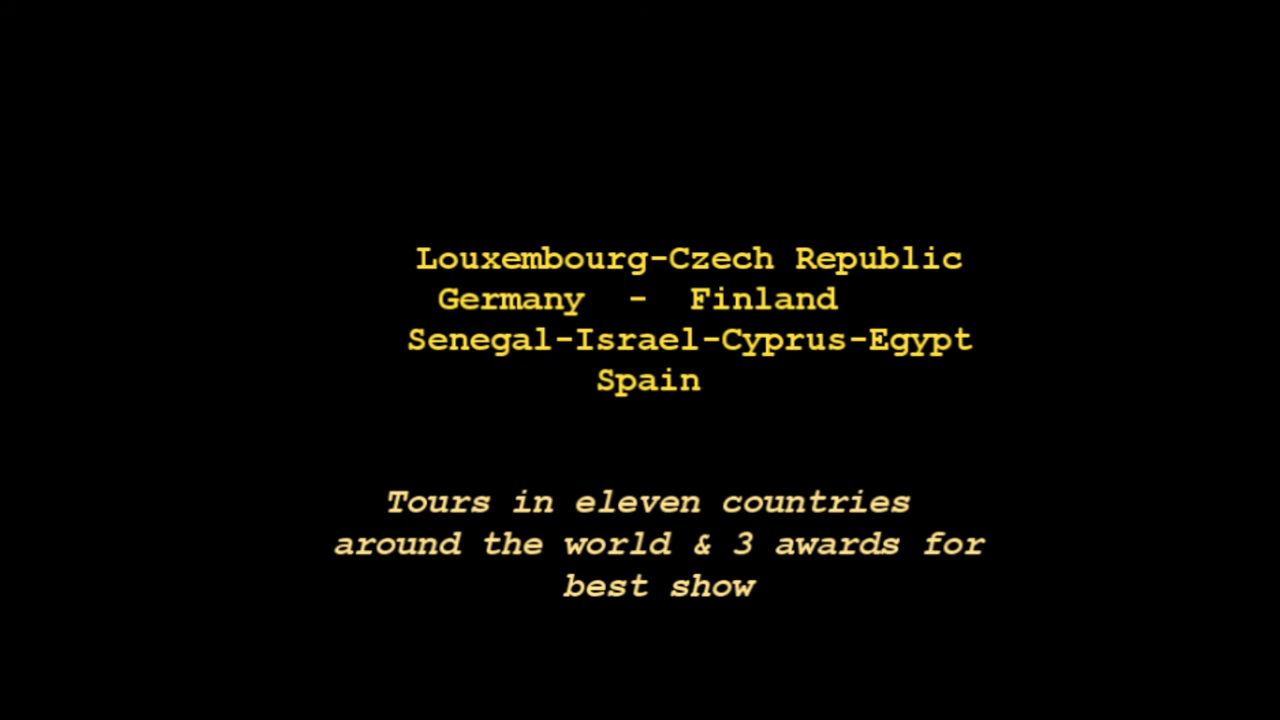 Louxembourg-Czech Republic
Germany - Finland
Senegal-Israel-Cyprus-Egypt
Spain
Tours in eleven countries
around the world & 3 awards for
best show